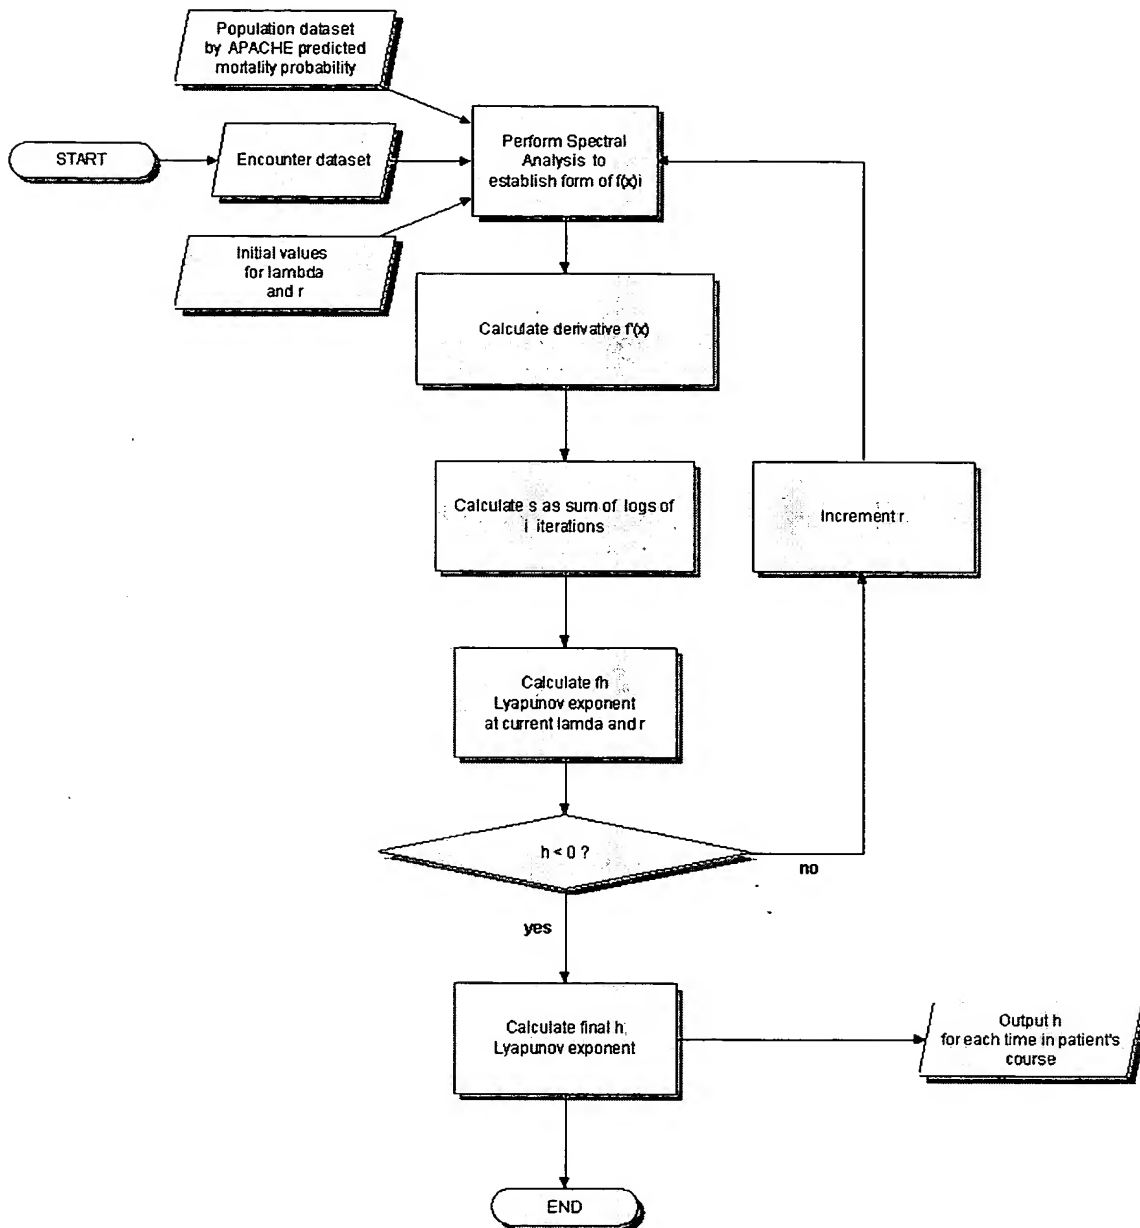 Population dataset
by APACHE predicted
mortality probability
START
Encounter dataset
Perform Spectral
Analysis to
establish form of f(x)i
Initial values
for lambda
and r
Calculate derivative f'(x)
Calculate s as sum of logs of
i iterations
Increment r
Calculate fh
Lyapunov exponent
at current lamda and r
h < 0 ?
no
yes
Calculate final h
Lyapunov exponent
Output h
for each time in patient's
course
END